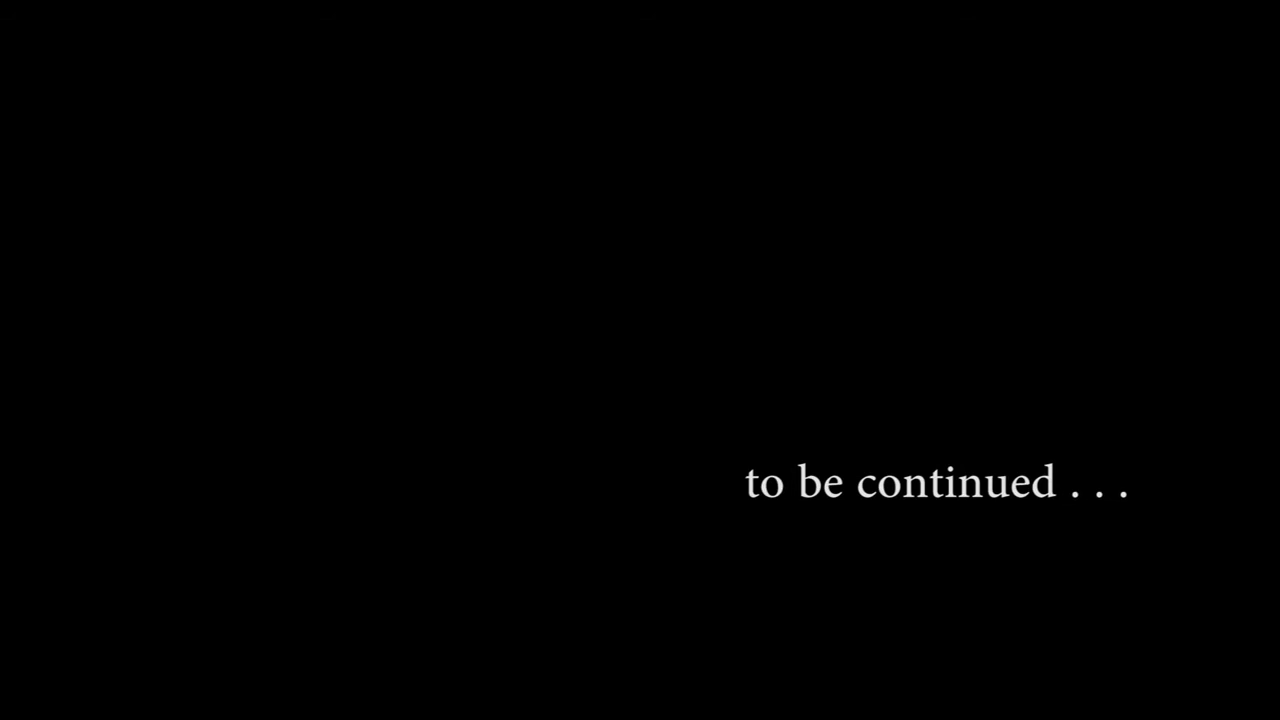 to be continued . . .